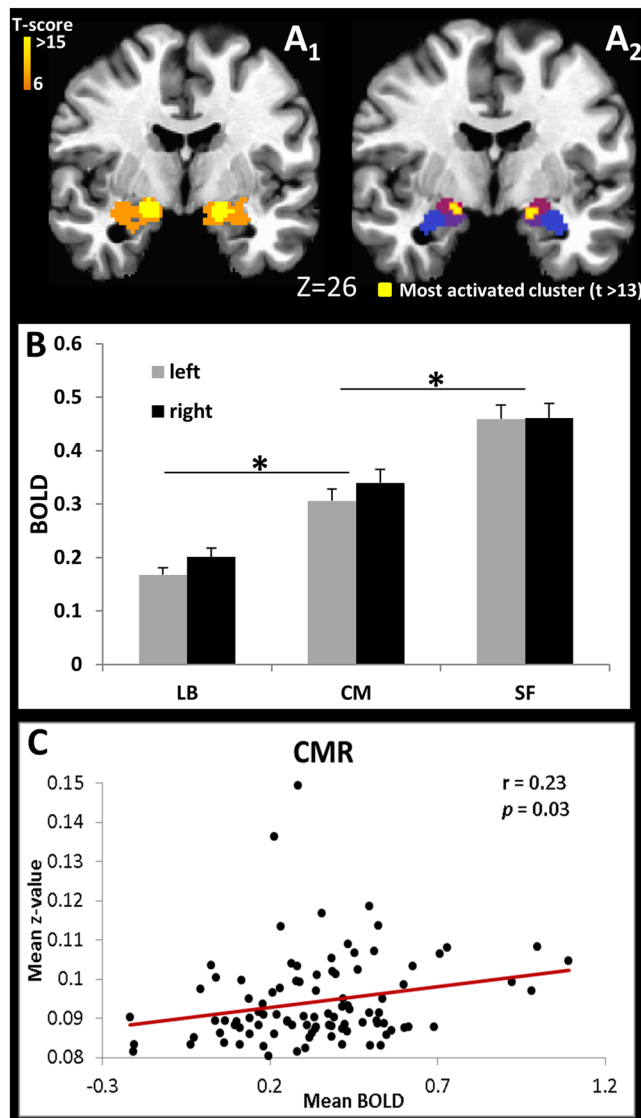 T-score
>15
6
A1
A2
Z=26
Most activated cluster (t >13)
B
0.6
0.5
0.4
0.3
0.2
0.1
0
BOLD
left
right
*
*
LB
CM
SF
C
CMR
r = 0.23
p = 0.03
0.15
0.14
0.13
0.12
0.11
0.1
0.09
0.08
Mean z-value
-0.3
0.2
0.7
1.2
Mean BOLD